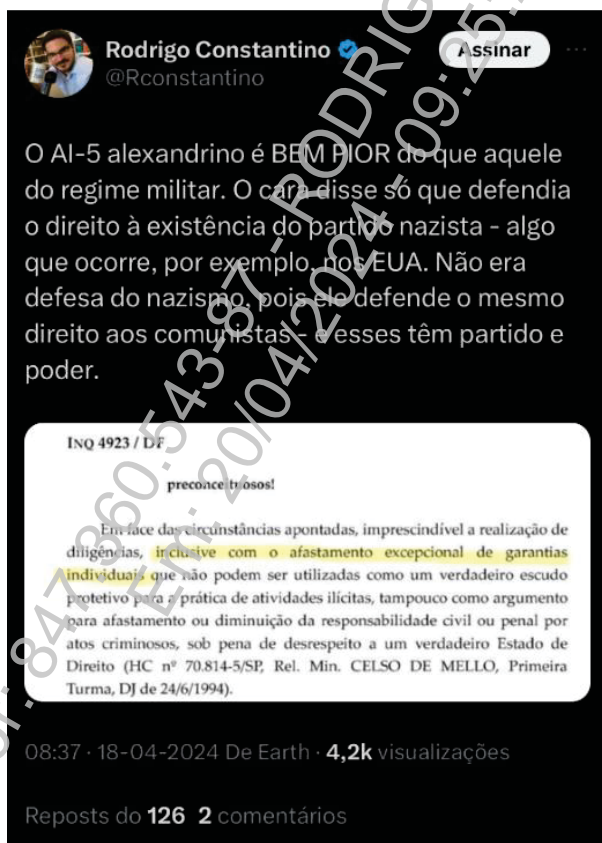 Rodrigo Constantino
Assinar
@Rconstantino
O AI-5 alexandrino é BEM PIOR do que aquele
do regime militar. O cara disse só que defendia
o direito à existência do partido nazista - algo
que ocorre, por exemplo, nos EUA. Não era
defesa do nazismo, pois ele defende o mesmo
direito aos comunistas - e esses têm partido e
poder.
INQ 4923 / DF
preconceituosos!
Em face das circunstâncias apontadas, imprescindível a realização de
diligências, inclusive com o afastamento excepcional de garantias
individuais que não podem ser utilizadas como um verdadeiro escudo
protetivo para a prática de atividades ilícitas, tampouco como argumento
para afastamento ou diminuição da responsabilidade civil ou penal por
atos criminosos, sob pena de desrespeito a um verdadeiro Estado de
Direito (HC nº 70.814-5/SP, Rel. Min. CELSO DE MELLO, Primeira
Turma, DJ de 24/6/1994).
08:37 · 18-04-2024 De Earth · 4,2k visualizações
Reposts do 126 2 comentários
847.360.543-87 - RODRIG
Em: 20/04/2024 - 09:25: